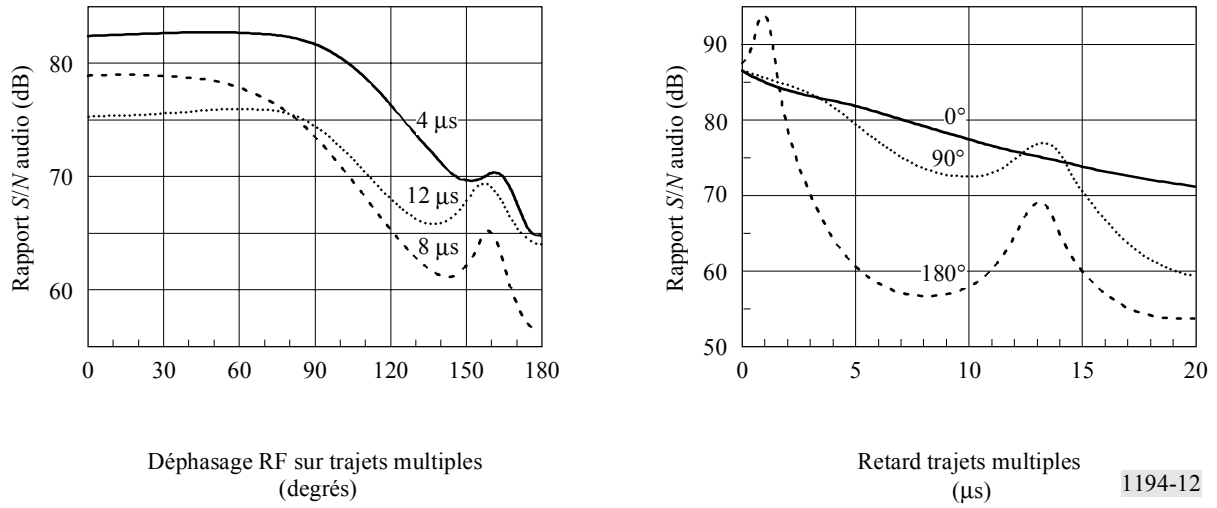 Rapport S/N audio (dB)
80
70
60
0 30 60 90 120 150 180
4 µs
12 µs
8 µs
Déphasage RF sur trajets multiples
(degrés)
Rapport S/N audio (dB)
90
80
70
60
50
0 5 10 15 20
0°
90°
180°
Retard trajets multiples
(µs)
1194-12